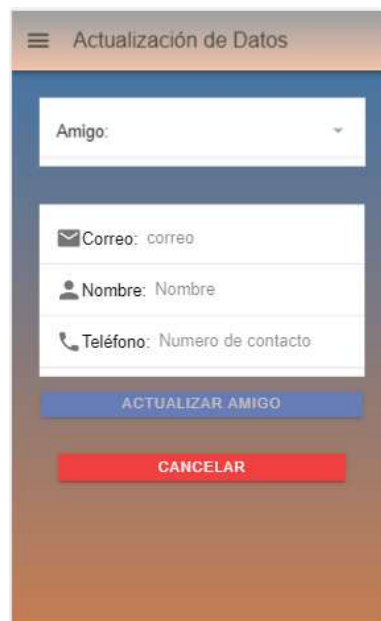 Actualización de Datos
Amigo:
Correo: correo
Nombre: Nombre
Teléfono: Numero de contacto
ACTUALIZAR AMIGO
CANCELAR